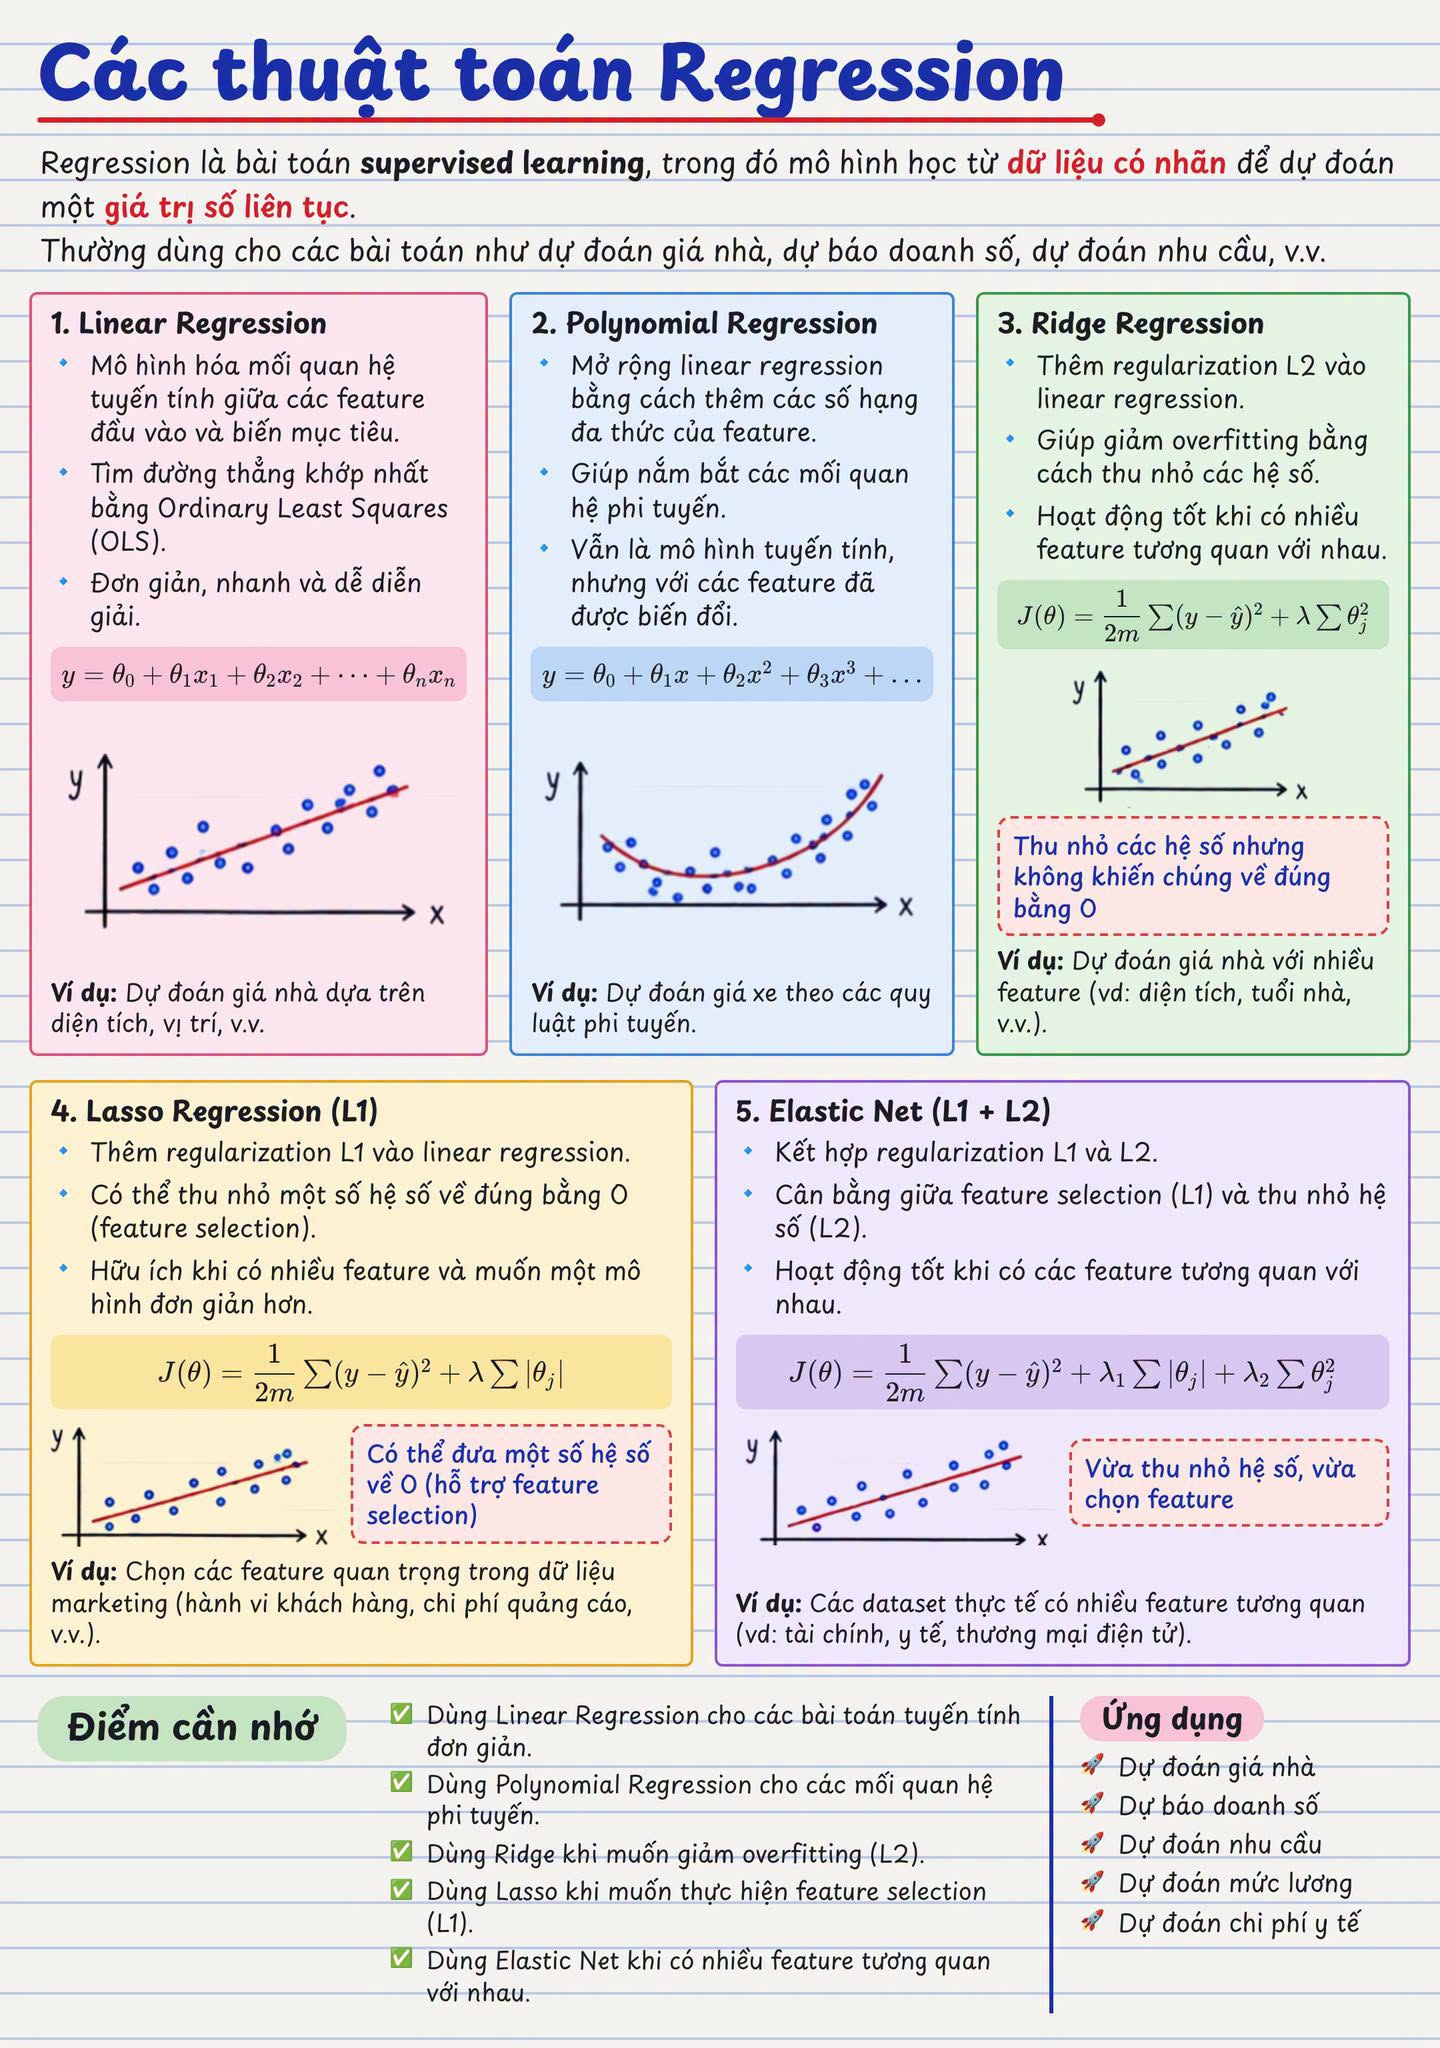 Các thuật toán Regression
Regression là bài toán supervised learning, trong đó mô hình học từ dữ liệu có nhãn để dự đoán
một giá trị số liên tục.
Thường dùng cho các bài toán như dự đoán giá nhà, dự báo doanh số, dự đoán nhu cầu, v.v.
1. Linear Regression
Mô hình hóa mối quan hệ
tuyến tính giữa các feature
đầu vào và biến mục tiêu.
Tìm đường thẳng khớp nhất
bằng Ordinary Least Squares
(OLS).
Đơn giản, nhanh và dễ diễn
giải.
y = θ₀ + θ₁x₁ + θ₂x₂ + ⋯ + θₙxₙ
y
x
Ví dụ: Dự đoán giá nhà dựa trên
diện tích, vị trí, v.v.
2. Polynomial Regression
Mở rộng linear regression
bằng cách thêm các số hạng
đa thức của feature.
Giúp nắm bắt các mối quan
hệ phi tuyến.
Vẫn là mô hình tuyến tính,
nhưng với các feature đã
được biến đổi.
y = θ₀ + θ₁x + θ₂x² + θ₃x³ + …
y
x
Ví dụ: Dự đoán giá xe theo các quy
luật phi tuyến.
3. Ridge Regression
Thêm regularization L2 vào
linear regression.
Giúp giảm overfitting bằng
cách thu nhỏ các hệ số.
Hoạt động tốt khi có nhiều
feature tương quan với nhau.
J(θ) = 1/2m ∑(y − ŷ)² + λ ∑ θⱼ²
y
x
Thu nhỏ các hệ số nhưng
không khiến chúng về đúng
bằng 0
Ví dụ: Dự đoán giá nhà với nhiều
feature (vd: diện tích, tuổi nhà,
v.v.).
4. Lasso Regression (L1)
Thêm regularization L1 vào linear regression.
Có thể thu nhỏ một số hệ số về đúng bằng 0
(feature selection).
Hữu ích khi có nhiều feature và muốn một mô
hình đơn giản hơn.
J(θ) = 1/2m ∑(y − ŷ)² + λ ∑ |θⱼ|
y
x
Có thể đưa một số hệ số
về 0 (hỗ trợ feature
selection)
Ví dụ: Chọn các feature quan trọng trong dữ liệu
marketing (hành vi khách hàng, chi phí quảng cáo,
v.v.).
5. Elastic Net (L1 + L2)
Kết hợp regularization L1 và L2.
Cân bằng giữa feature selection (L1) và thu nhỏ hệ
số (L2).
Hoạt động tốt khi có các feature tương quan với
nhau.
J(θ) = 1/2m ∑(y − ŷ)² + λ₁ ∑ |θⱼ| + λ₂ ∑ θⱼ²
y
x
Vừa thu nhỏ hệ số, vừa
chọn feature
Ví dụ: Các dataset thực tế có nhiều feature tương quan
(vd: tài chính, y tế, thương mại điện tử).
Điểm cần nhớ
✅ Dùng Linear Regression cho các bài toán tuyến tính
đơn giản.
✅ Dùng Polynomial Regression cho các mối quan hệ
phi tuyến.
✅ Dùng Ridge khi muốn giảm overfitting (L2).
✅ Dùng Lasso khi muốn thực hiện feature selection
(L1).
✅ Dùng Elastic Net khi có nhiều feature tương quan
với nhau.
Ứng dụng
🚀 Dự đoán giá nhà
🚀 Dự báo doanh số
🚀 Dự đoán nhu cầu
🚀 Dự đoán mức lương
🚀 Dự đoán chi phí y tế